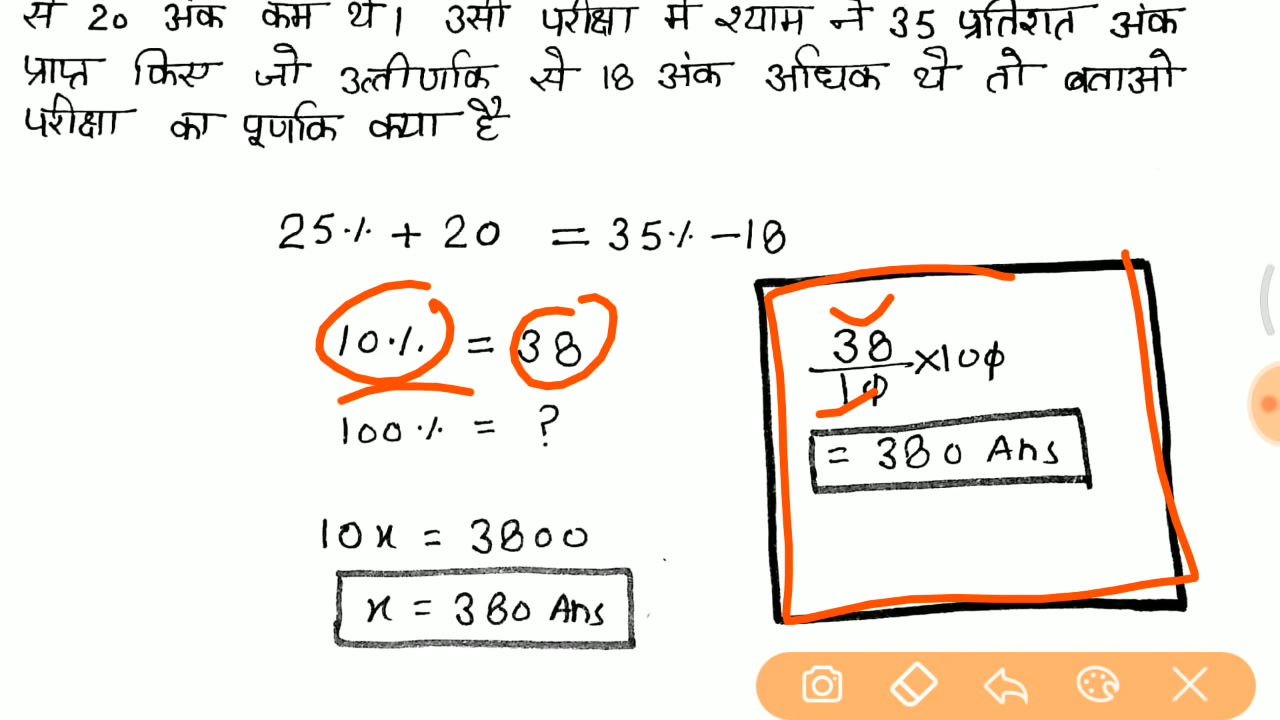 से 20 अंक कम थे। उसी परीक्षा में श्याम ने 35 प्रतिशत अंक
प्राप्त किए जो उत्तीर्णांक से 18 अंक अधिक थे तो बताओ
परीक्षा का पूर्णांक क्या है
25% + 20 = 35% - 18
10% = 38
100% = ?
10x = 3800
x = 380 Ans
38/10 × 100
= 380 Ans